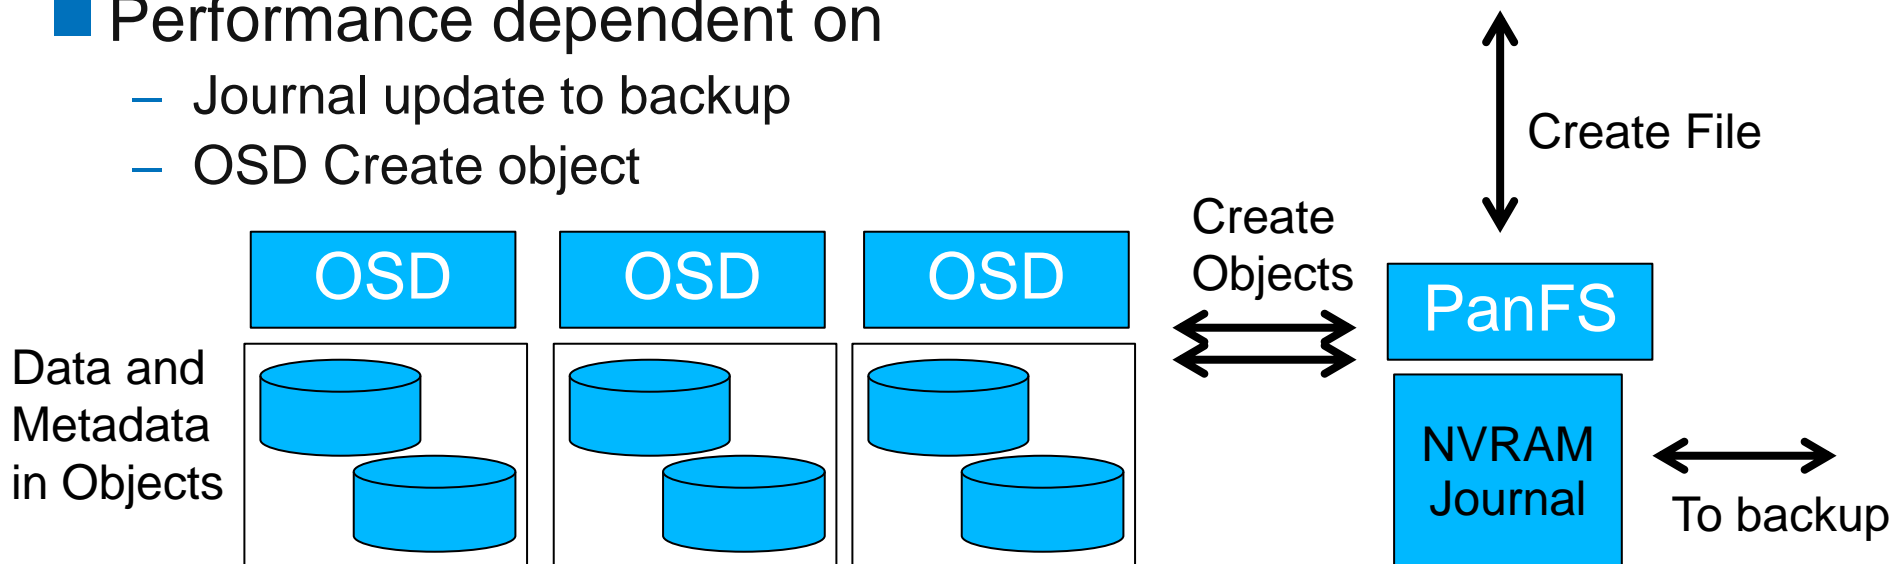 Performance dependent on
– Journal update to backup
– OSD Create object
Create File
Create
Objects
OSD
OSD
OSD
PanFS
Data and
Metadata
in Objects
NVRAM
Journal
To backup